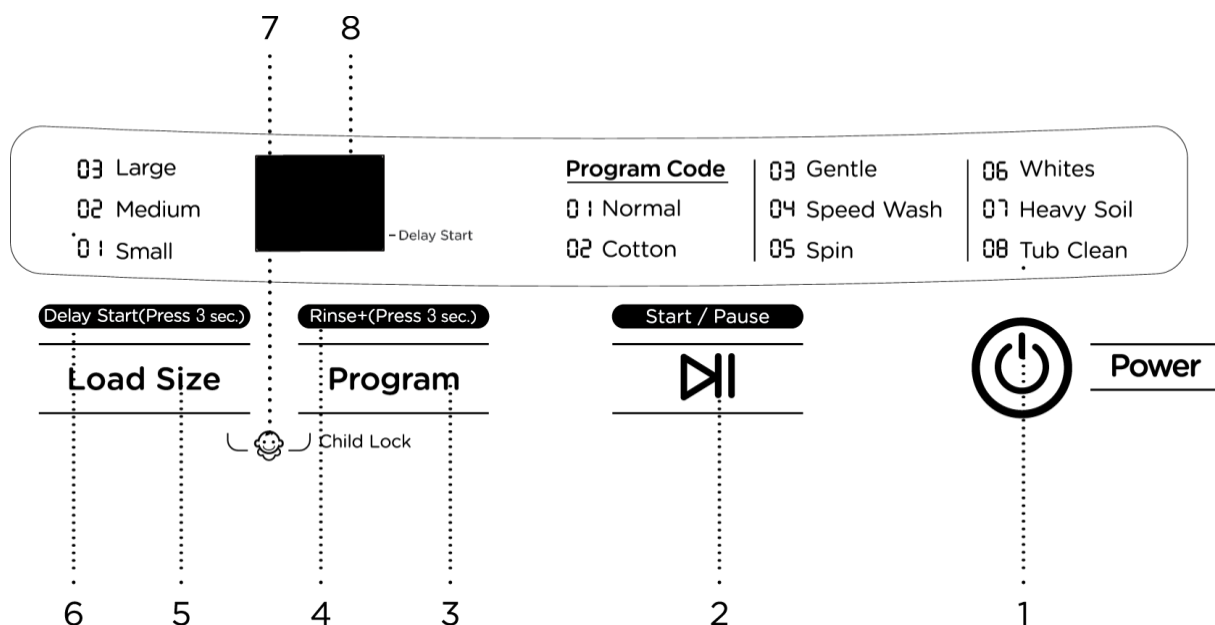 7 8
03 Large
02 Medium
01 Small
Delay Start
Program Code
01 Normal
02 Cotton
03 Gentle
04 Speed Wash
05 Spin
06 Whites
07 Heavy Soil
08 Tub Clean
Delay Start(Press 3 sec.)
Load Size
Rinse+(Press 3 sec.)
Program
Child Lock
Start / Pause
Power
6 5 4 3 2 1